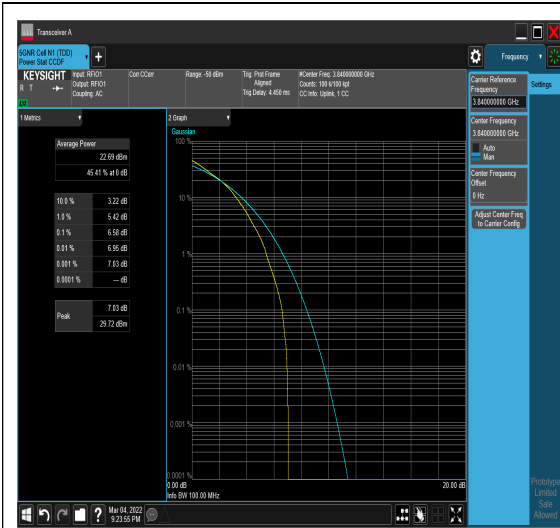 Transceiver A
5GNR Cell N1 (TDD)
Power Stat CCDF
+
Frequency
KEYSIGHT
R T
Input: RFIO1
Output: RFIO1
Coupling: AC
Corr CCorr
Range: -50 dBm
Trig: Prot Frame
Aligned
Trig Delay: 4.450 ms
#Center Freq: 3.840000000 GHz
Counts: 100 k/100 kpt
CC Info: Uplink, 1 CC
1 Metrics
Average Power
22.69 dBm
45.41 % at 0 dB
10.0 % 3.22 dB
1.0 % 5.42 dB
0.1 % 6.58 dB
0.01 % 6.95 dB
0.001 % 7.03 dB
0.0001 % --- dB
Peak
7.03 dB
29.72 dBm
2 Graph
Gaussian
100 %
10 %
1 %
0.1 %
0.01 %
0.001 %
0.0001 %
0.00 dB
20.00 dB
Info BW 100.00 MHz
Carrier Reference
Frequency
3.840000000 GHz
Center Frequency
3.840000000 GHz
Auto
Man
Center Frequency
Offset
0 Hz
Adjust Center Freq
to Carrier Config
Settings
Prototype
Limited
Sale
Allowed
?
Mar 04, 2022
9:23:55 PM